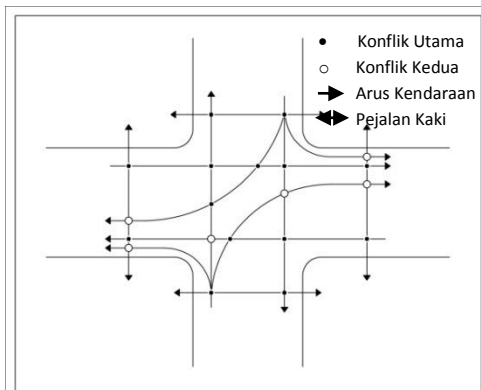 Konflik Utama
Konflik Kedua
Arus Kendaraan
Pejalan Kaki